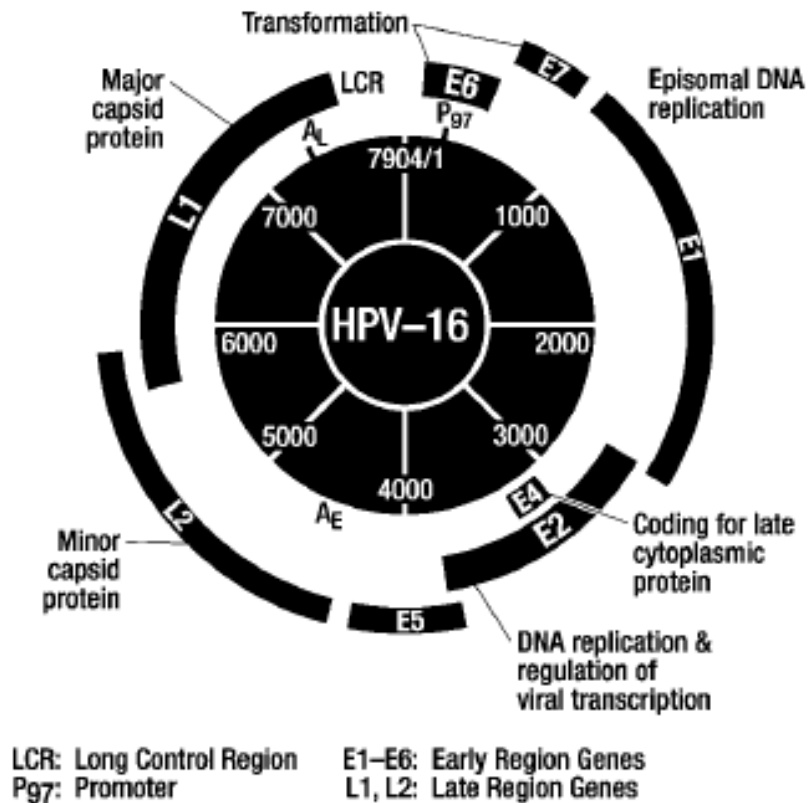 Transformation
Major
capsid
protein
LCR
E6
E7
Episomal DNA
replication
P97
AL
7904/1
7000
1000
L1
E1
HPV–16
6000
2000
5000
3000
4000
AE
E4
E2
L2
E5
Minor
capsid
protein
Coding for late
cytoplasmic
protein
DNA replication &
regulation of
viral transcription
LCR: Long Control Region
E1–E6: Early Region Genes
P97: Promoter
L1, L2: Late Region Genes